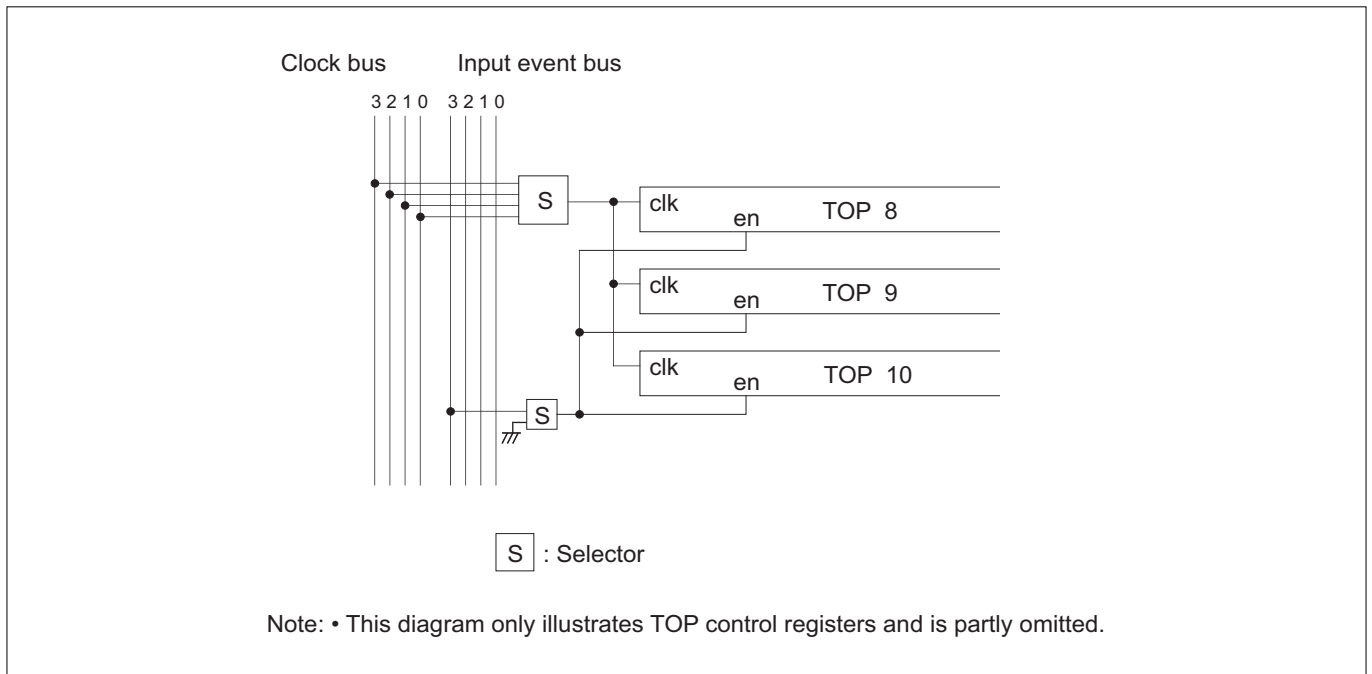 Clock bus Input event bus
3 2 1 0 3 2 1 0
S
clk
en
TOP 8
clk
en
TOP 9
clk
en
TOP 10
S
S : Selector
Note: • This diagram only illustrates TOP control registers and is partly omitted.